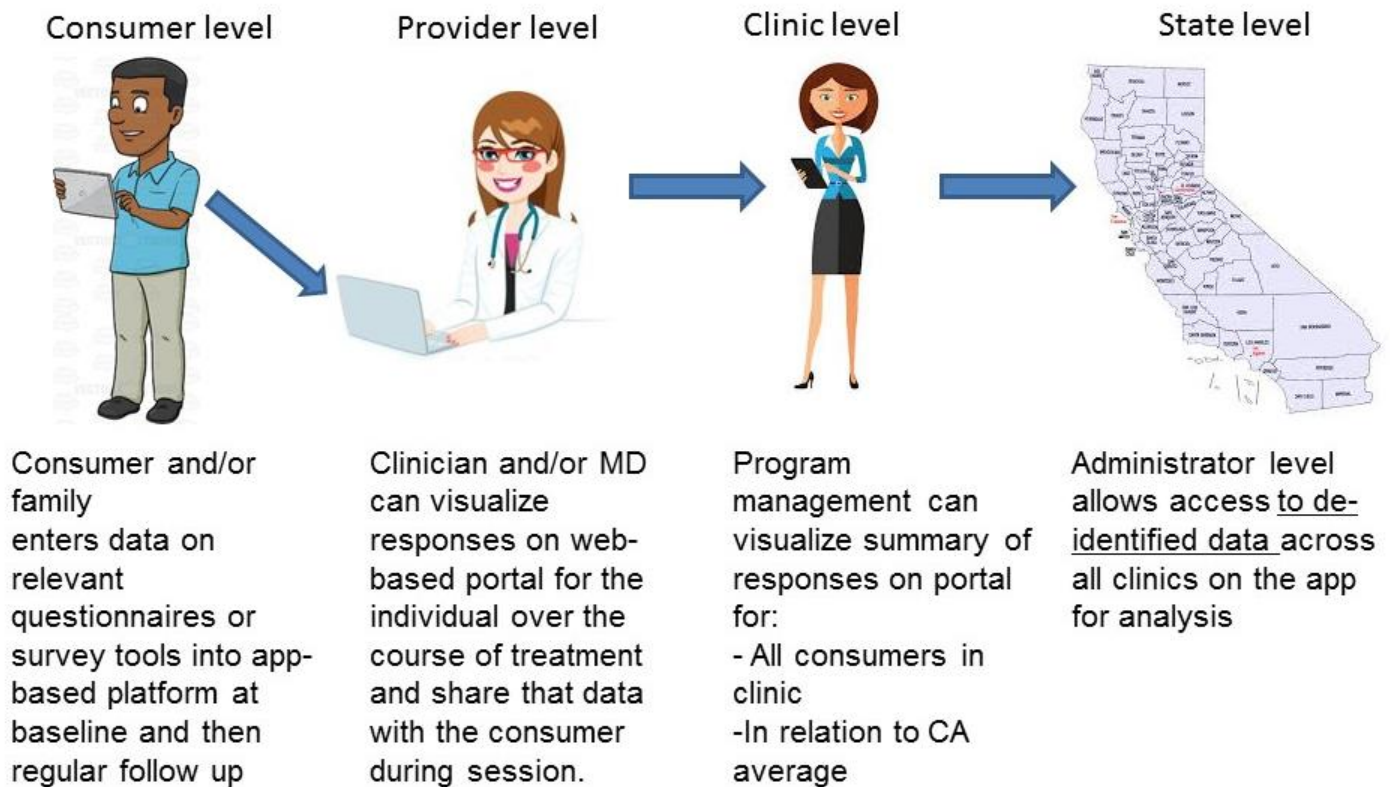 Consumer level
Provider level
Clinic level
State level
Consumer and/or
family
enters data on
relevant
questionnaires or
survey tools into app-
based platform at
baseline and then
regular follow up
Clinician and/or MD
can visualize
responses on web-
based portal for the
individual over the
course of treatment
and share that data
with the consumer
during session.
Program
management can
visualize summary of
responses on portal
for:
- All consumers in
clinic
-In relation to CA
average
Administrator level
allows access to de-
identified data across
all clinics on the app
for analysis